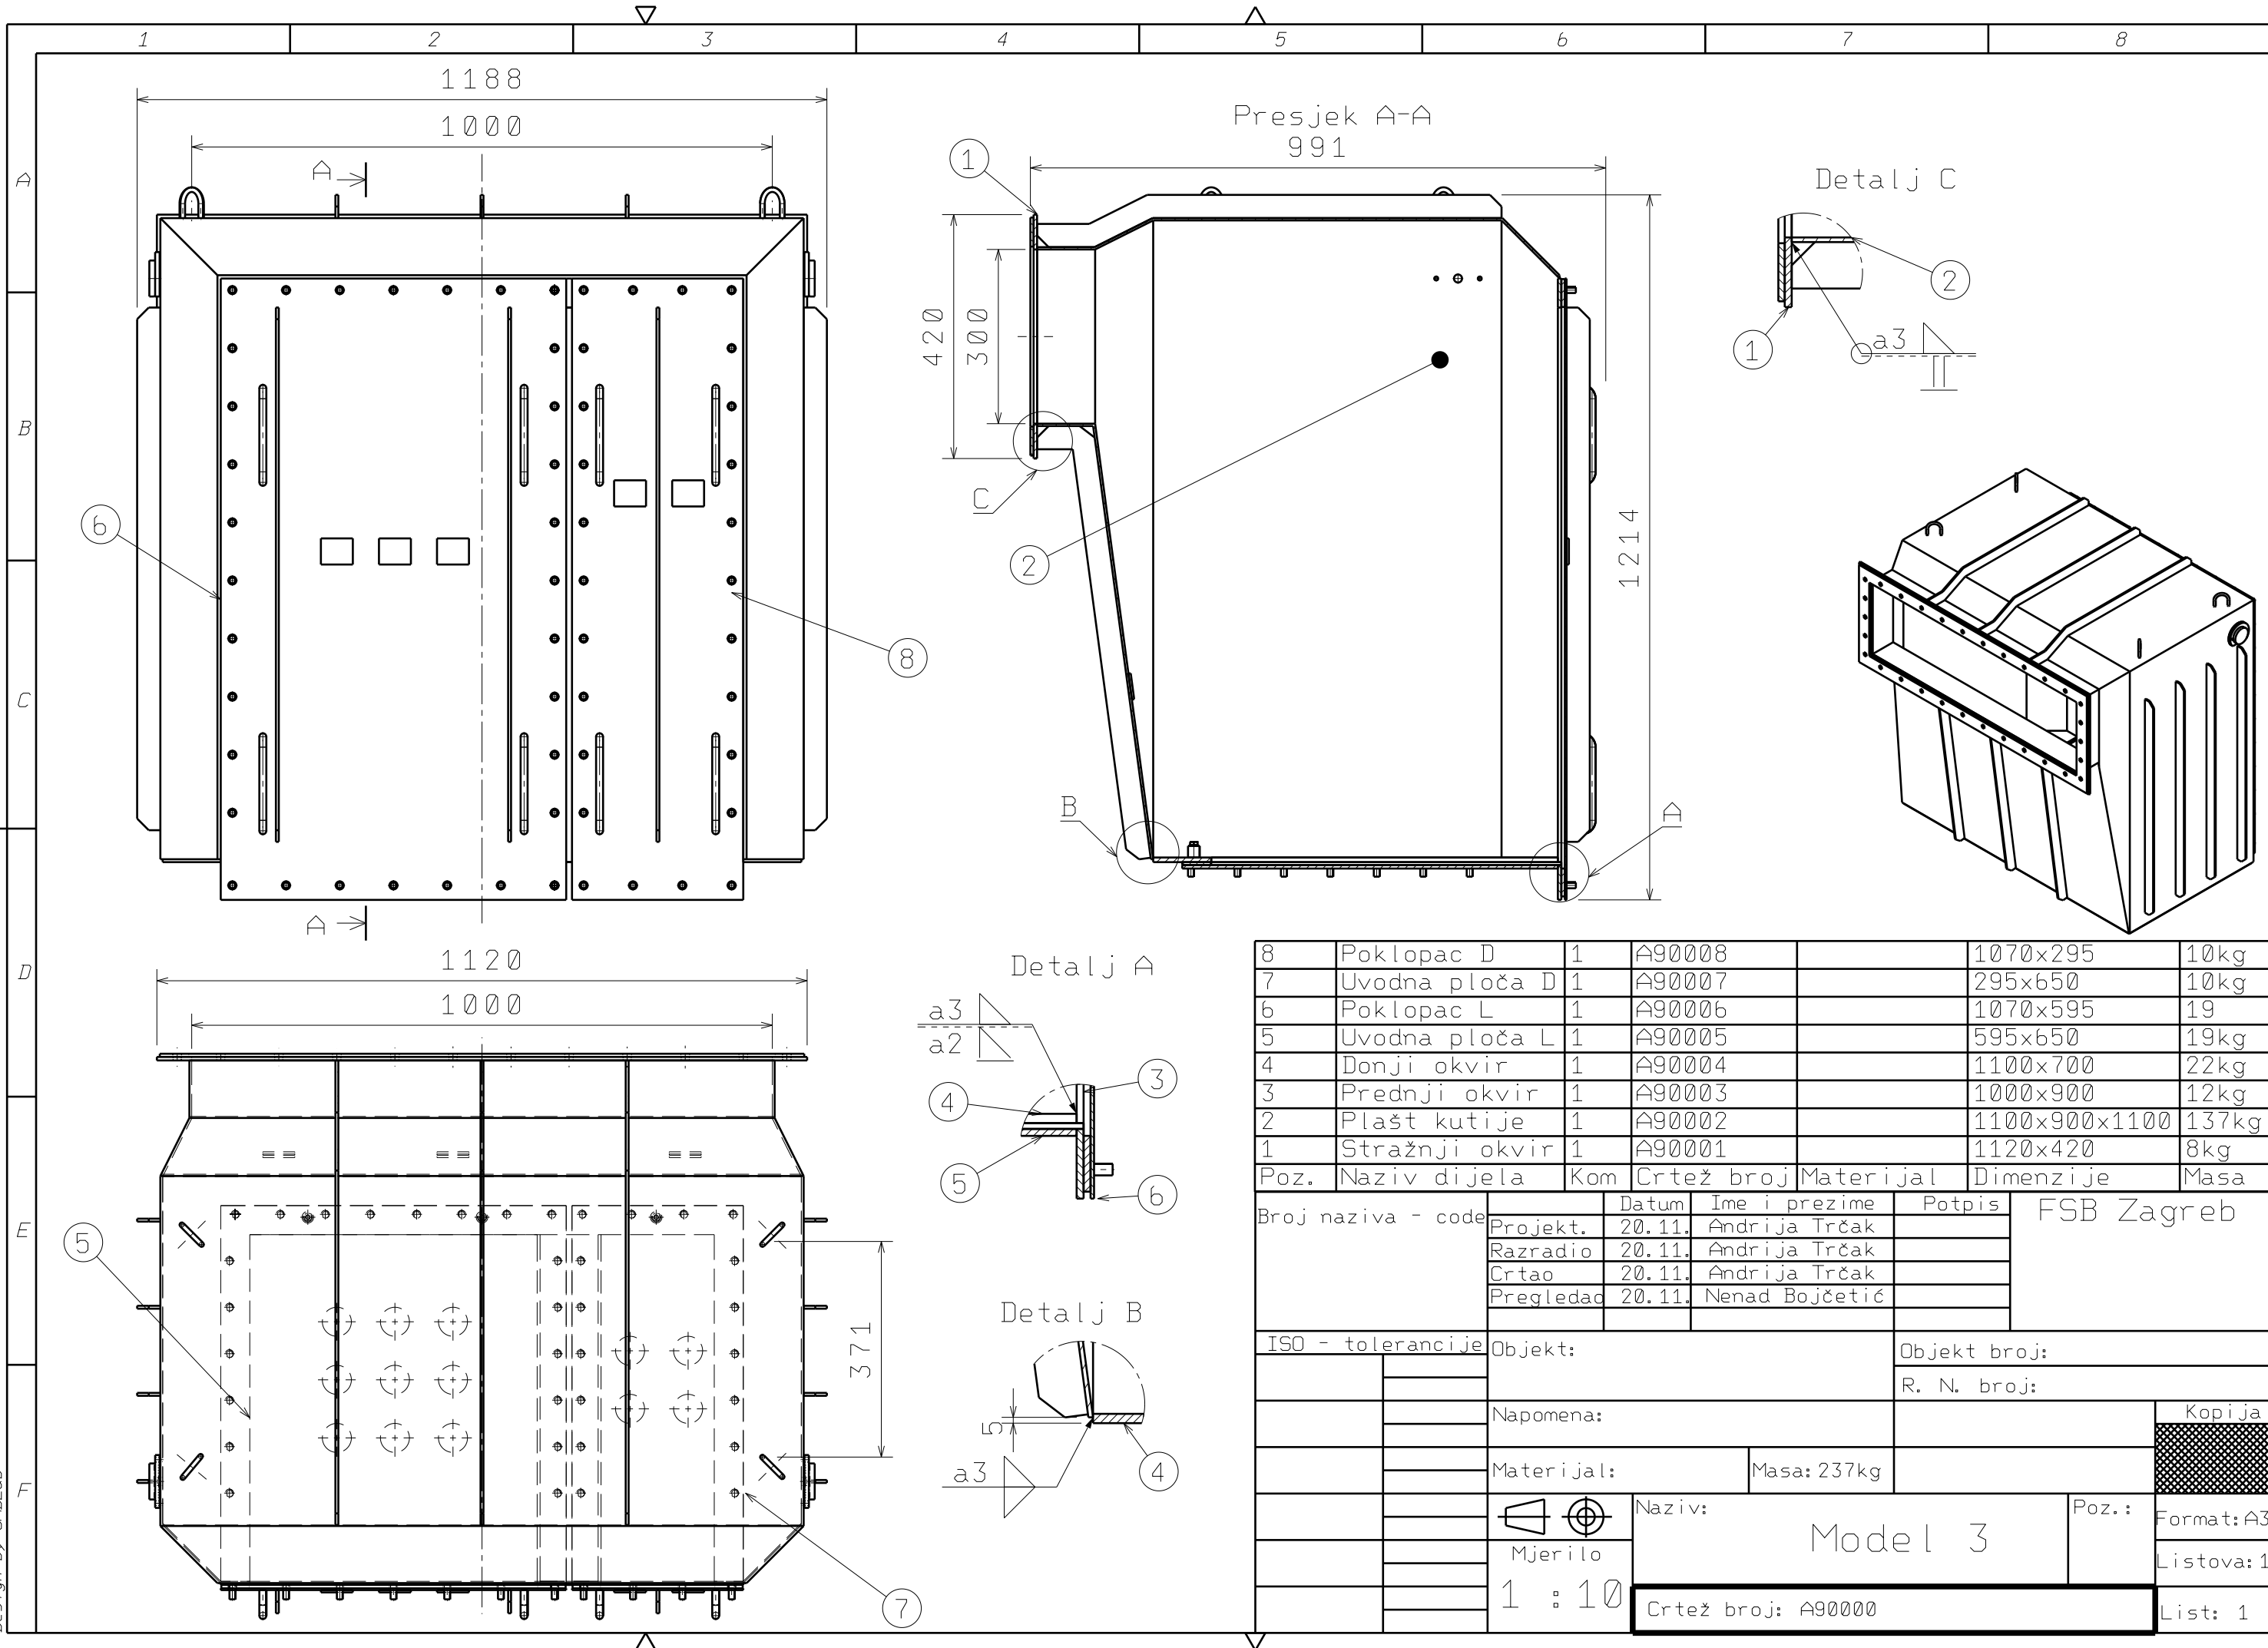 1 2 3 4 5 6 7 8
A
B
C
D
E
F
1188
1000
A
A
6
8
Presjek A-A
991
1
420
300
C
2
1214
B
A
Detalj C
2
1
a3
1120
1000
5
371
7
Detalj A
a3
a2
3
4
5
6
Detalj B
5
a3
4
8 Poklopac D 1 A90008 1070x295 10kg
7 Uvodna ploča D 1 A90007 295x650 10kg
6 Poklopac L 1 A90006 1070x595 19
5 Uvodna ploča L 1 A90005 595x650 19kg
4 Donji okvir 1 A90004 1100x700 22kg
3 Prednji okvir 1 A90003 1000x900 12kg
2 Plašt kutije 1 A90002 1100x900x1100 137kg
1 Stražnji okvir 1 A90001 1120x420 8kg
Poz. Naziv dijela Kom Crtež broj Materijal Dimenzije Masa
Broj naziva - code
Datum Ime i prezime Potpis
Projekt. 20.11. Andrija Trčak
Razradio 20.11. Andrija Trčak
Crtao 20.11. Andrija Trčak
Pregledao 20.11. Nenad Bojčetić
FSB Zagreb
ISO - tolerancije
Objekt:
Objekt broj:
R. N. broj:
Napomena:
Kopija
Materijal:
Masa: 237kg
Naziv:
Model 3
Poz.:
Format: A3
Mjerilo
1 : 10
Listova: 1
Crtež broj: A90000
List: 1